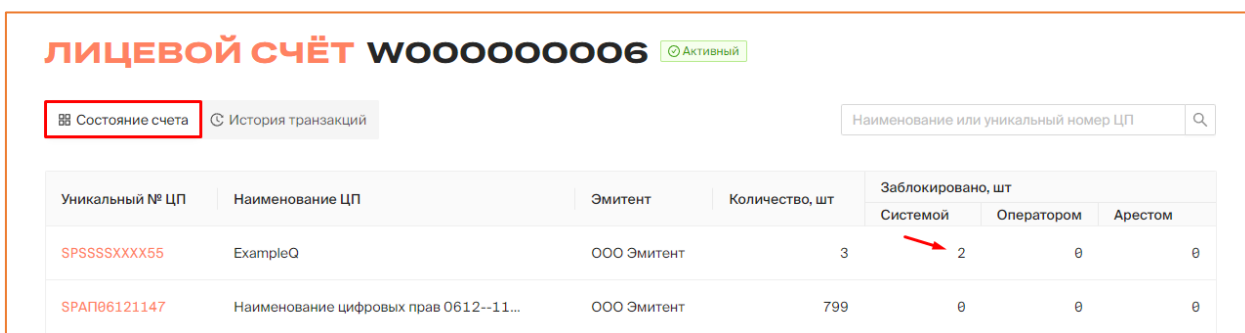 ЛИЦЕВОЙ СЧЁТ W000000006 Активный
Состояние счета История транзакций Наименование или уникальный номер ЦП
Уникальный № ЦП Наименование ЦП Эмитент Количество, шт Заблокировано, шт
Системой Оператором Арестом
SPSSSSXXXX55 ExampleQ ООО Эмитент 3 2 0 0
SPАП06121147 Наименование цифровых прав 0612--11... ООО Эмитент 799 0 0 0